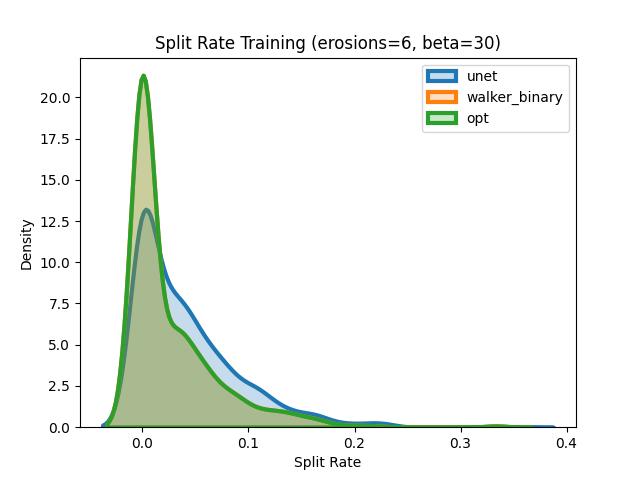 Split Rate Training (erosions=6, beta=30)
unet
walker_binary
opt
20.0
17.5
15.0
12.5
10.0
7.5
5.0
2.5
0.0
Density
0.0 0.1 0.2 0.3 0.4
Split Rate